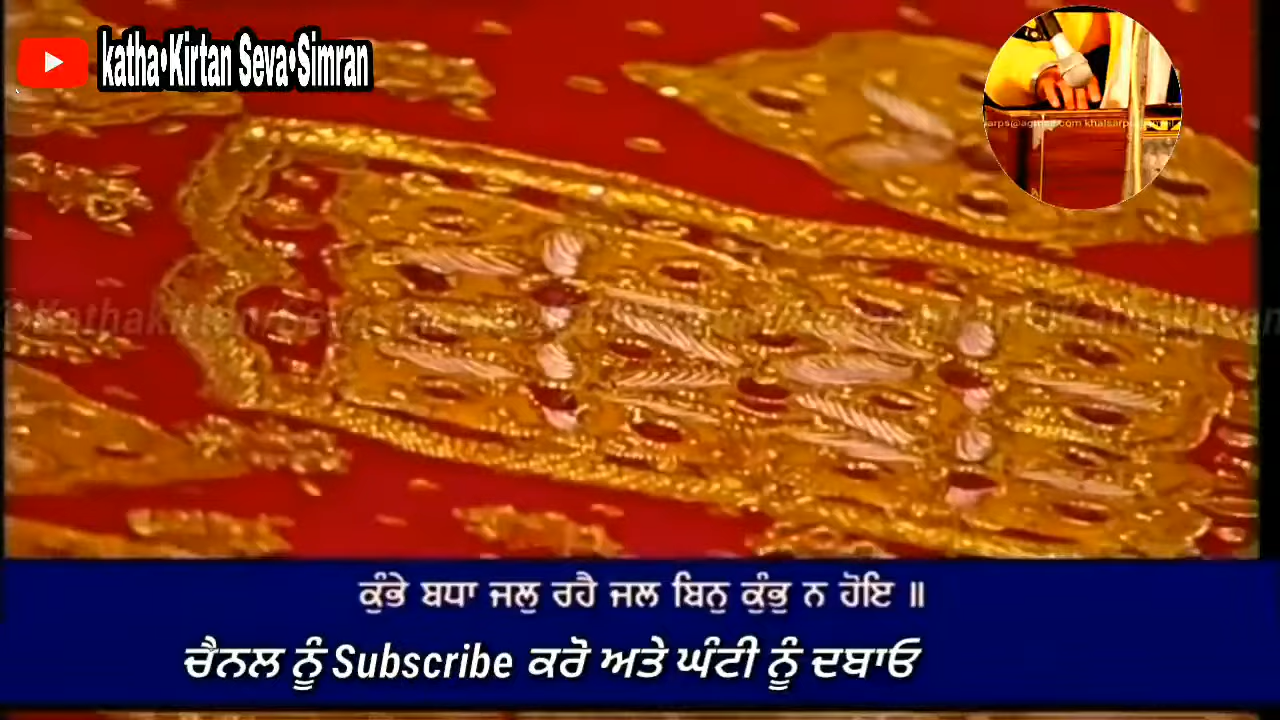 katha•Kirtan Seva•Simran
ਕੁੰਭੇ ਬਧਾ ਜਲੁ ਰਹੈ ਜਲ ਬਿਨੁ ਕੁੰਭੁ ਨ ਹੋਇ ॥
ਚੈਨਲ ਨੂੰ Subscribe ਕਰੋ ਅਤੇ ਘੰਟੀ ਨੂੰ ਦਬਾਓ